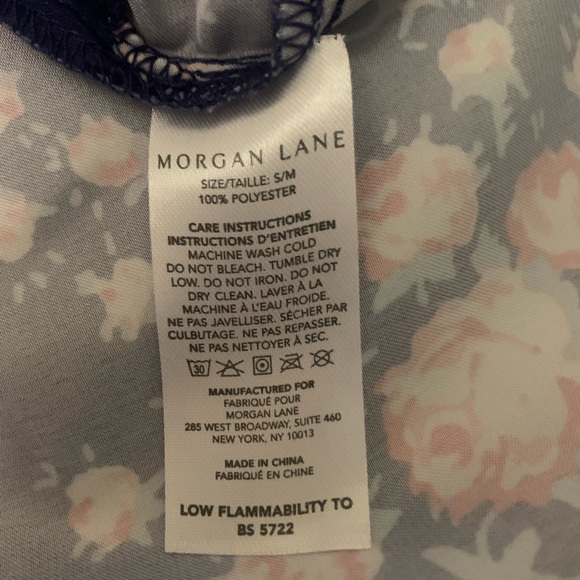 MORGAN LANE
SIZE/TAILLE: S/M
100% POLYESTER
CARE INSTRUCTIONS
INSTRUCTIONS D'ENTRETIEN
MACHINE WASH COLD
DO NOT BLEACH. TUMBLE DRY
LOW. DO NOT IRON. DO NOT
DRY CLEAN. LAVER À LA
MACHINE À L'EAU FROIDE.
NE PAS JAVELLISER. SÉCHER PAR
CULBUTAGE. NE PAS REPASSER.
NE PAS NETTOYER À SEC.
30
MANUFACTURED FOR
FABRIQUÉ POUR
MORGAN LANE
285 WEST BROADWAY, SUITE 460
NEW YORK, NY 10013
MADE IN CHINA
FABRIQUÉ EN CHINE
LOW FLAMMABILITY TO
BS 5722